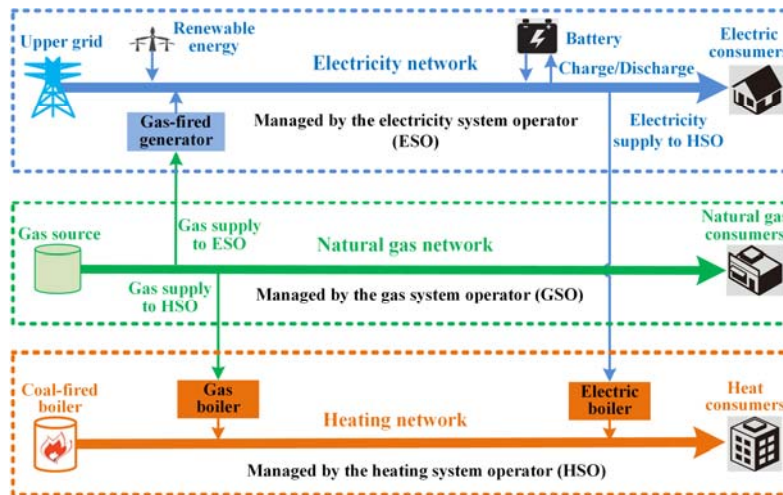 Upper grid
Renewable
energy
Battery
Electric
consumers
Electricity network
Charge/Discharge
Gas-fired
generator
Managed by the electricity system operator
(ESO)
Electricity
supply to HSO
Gas source
Gas supply
to ESO
Natural gas network
Natural gas
consumers
Gas supply
to HSO
Managed by the gas system operator (GSO)
Coal-fired
boiler
Gas
boiler
Heating network
Electric
boiler
Heat
consumers
Managed by the heating system operator (HSO)